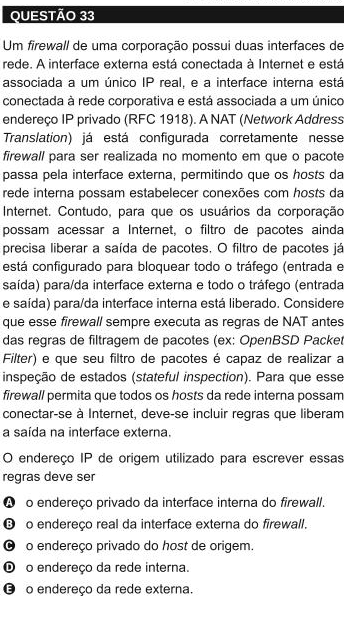 QUESTÃO 33
Um firewall de uma corporação possui duas interfaces de
rede. A interface externa está conectada à Internet e está
associada a um único IP real, e a interface interna está
conectada à rede corporativa e está associada a um único
endereço IP privado (RFC 1918). A NAT (Network Address
Translation) já está configurada corretamente nesse
firewall para ser realizada no momento em que o pacote
passa pela interface externa, permitindo que os hosts da
rede interna possam estabelecer conexões com hosts da
Internet. Contudo, para que os usuários da corporação
possam acessar a Internet, o filtro de pacotes ainda
precisa liberar a saída de pacotes. O filtro de pacotes já
está configurado para bloquear todo o tráfego (entrada e
saída) para/da interface externa e todo o tráfego (entrada
e saída) para/da interface interna está liberado. Considere
que esse firewall sempre executa as regras de NAT antes
das regras de filtragem de pacotes (ex: OpenBSD Packet
Filter) e que seu filtro de pacotes é capaz de realizar a
inspeção de estados (stateful inspection). Para que esse
firewall permita que todos os hosts da rede interna possam
conectar-se à Internet, deve-se incluir regras que liberam
a saída na interface externa.
O endereço IP de origem utilizado para escrever essas
regras deve ser
A o endereço privado da interface interna do firewall.
B o endereço real da interface externa do firewall.
C o endereço privado do host de origem.
D o endereço da rede interna.
E o endereço da rede externa.